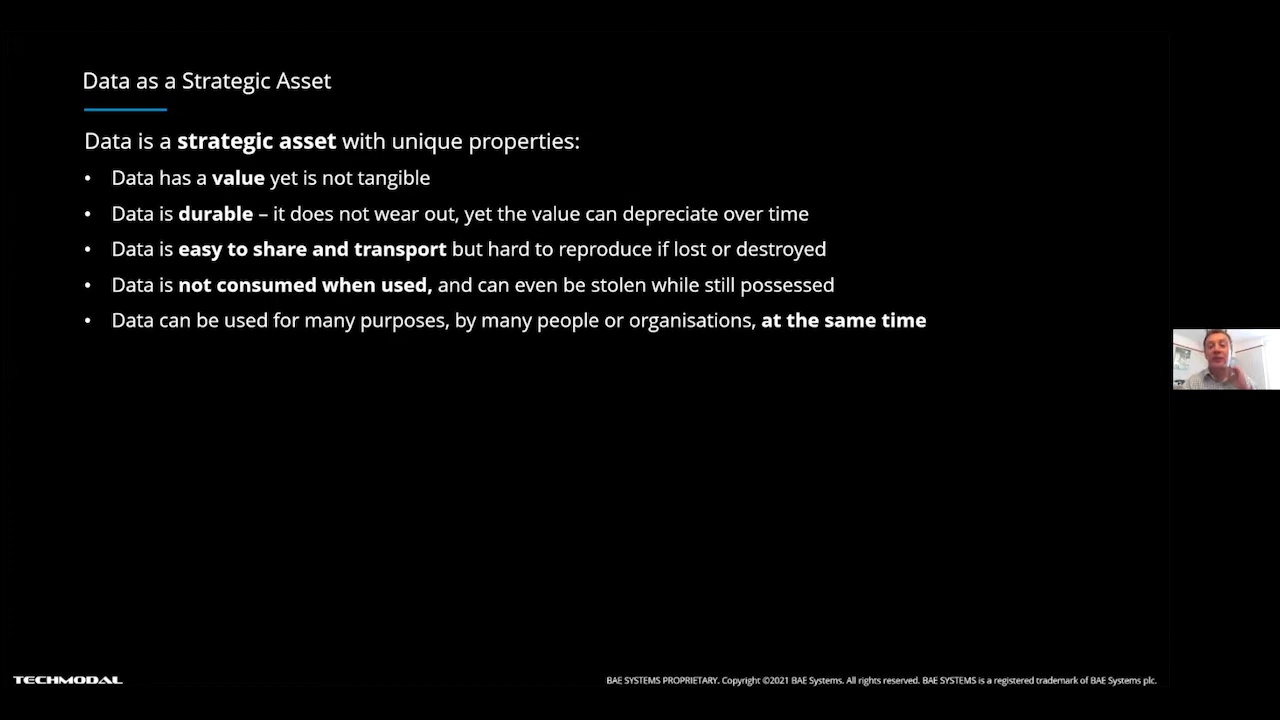 Data as a Strategic Asset
Data is a strategic asset with unique properties:
• Data has a value yet is not tangible
• Data is durable – it does not wear out, yet the value can depreciate over time
• Data is easy to share and transport but hard to reproduce if lost or destroyed
• Data is not consumed when used, and can even be stolen while still possessed
• Data can be used for many purposes, by many people or organisations, at the same time
TECHMODAL
BAE SYSTEMS PROPRIETARY. Copyright ©2021 BAE Systems. All rights reserved. BAE SYSTEMS is a registered trademark of BAE Systems plc.